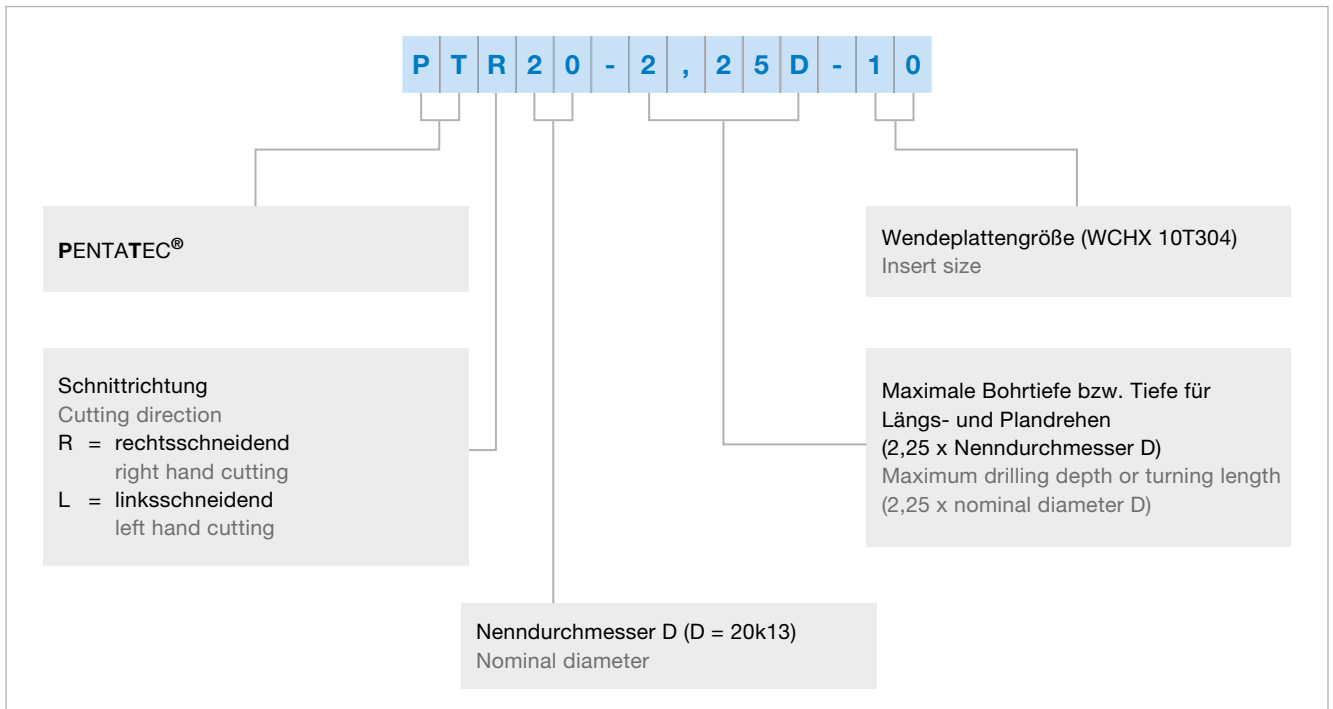 PTR20-2,25D-10
PENTATEC®
Wendeplattengröße (WCHX 10T304)
Insert size
Schnittrichtung
Cutting direction
R = rechtsschneidend
right hand cutting
L = linksschneidend
left hand cutting
Maximale Bohrtiefe bzw. Tiefe für
Längs- und Plandrehen
(2,25 x Nenndurchmesser D)
Maximum drilling depth or turning length
(2,25 x nominal diameter D)
Nenndurchmesser D (D = 20k13)
Nominal diameter